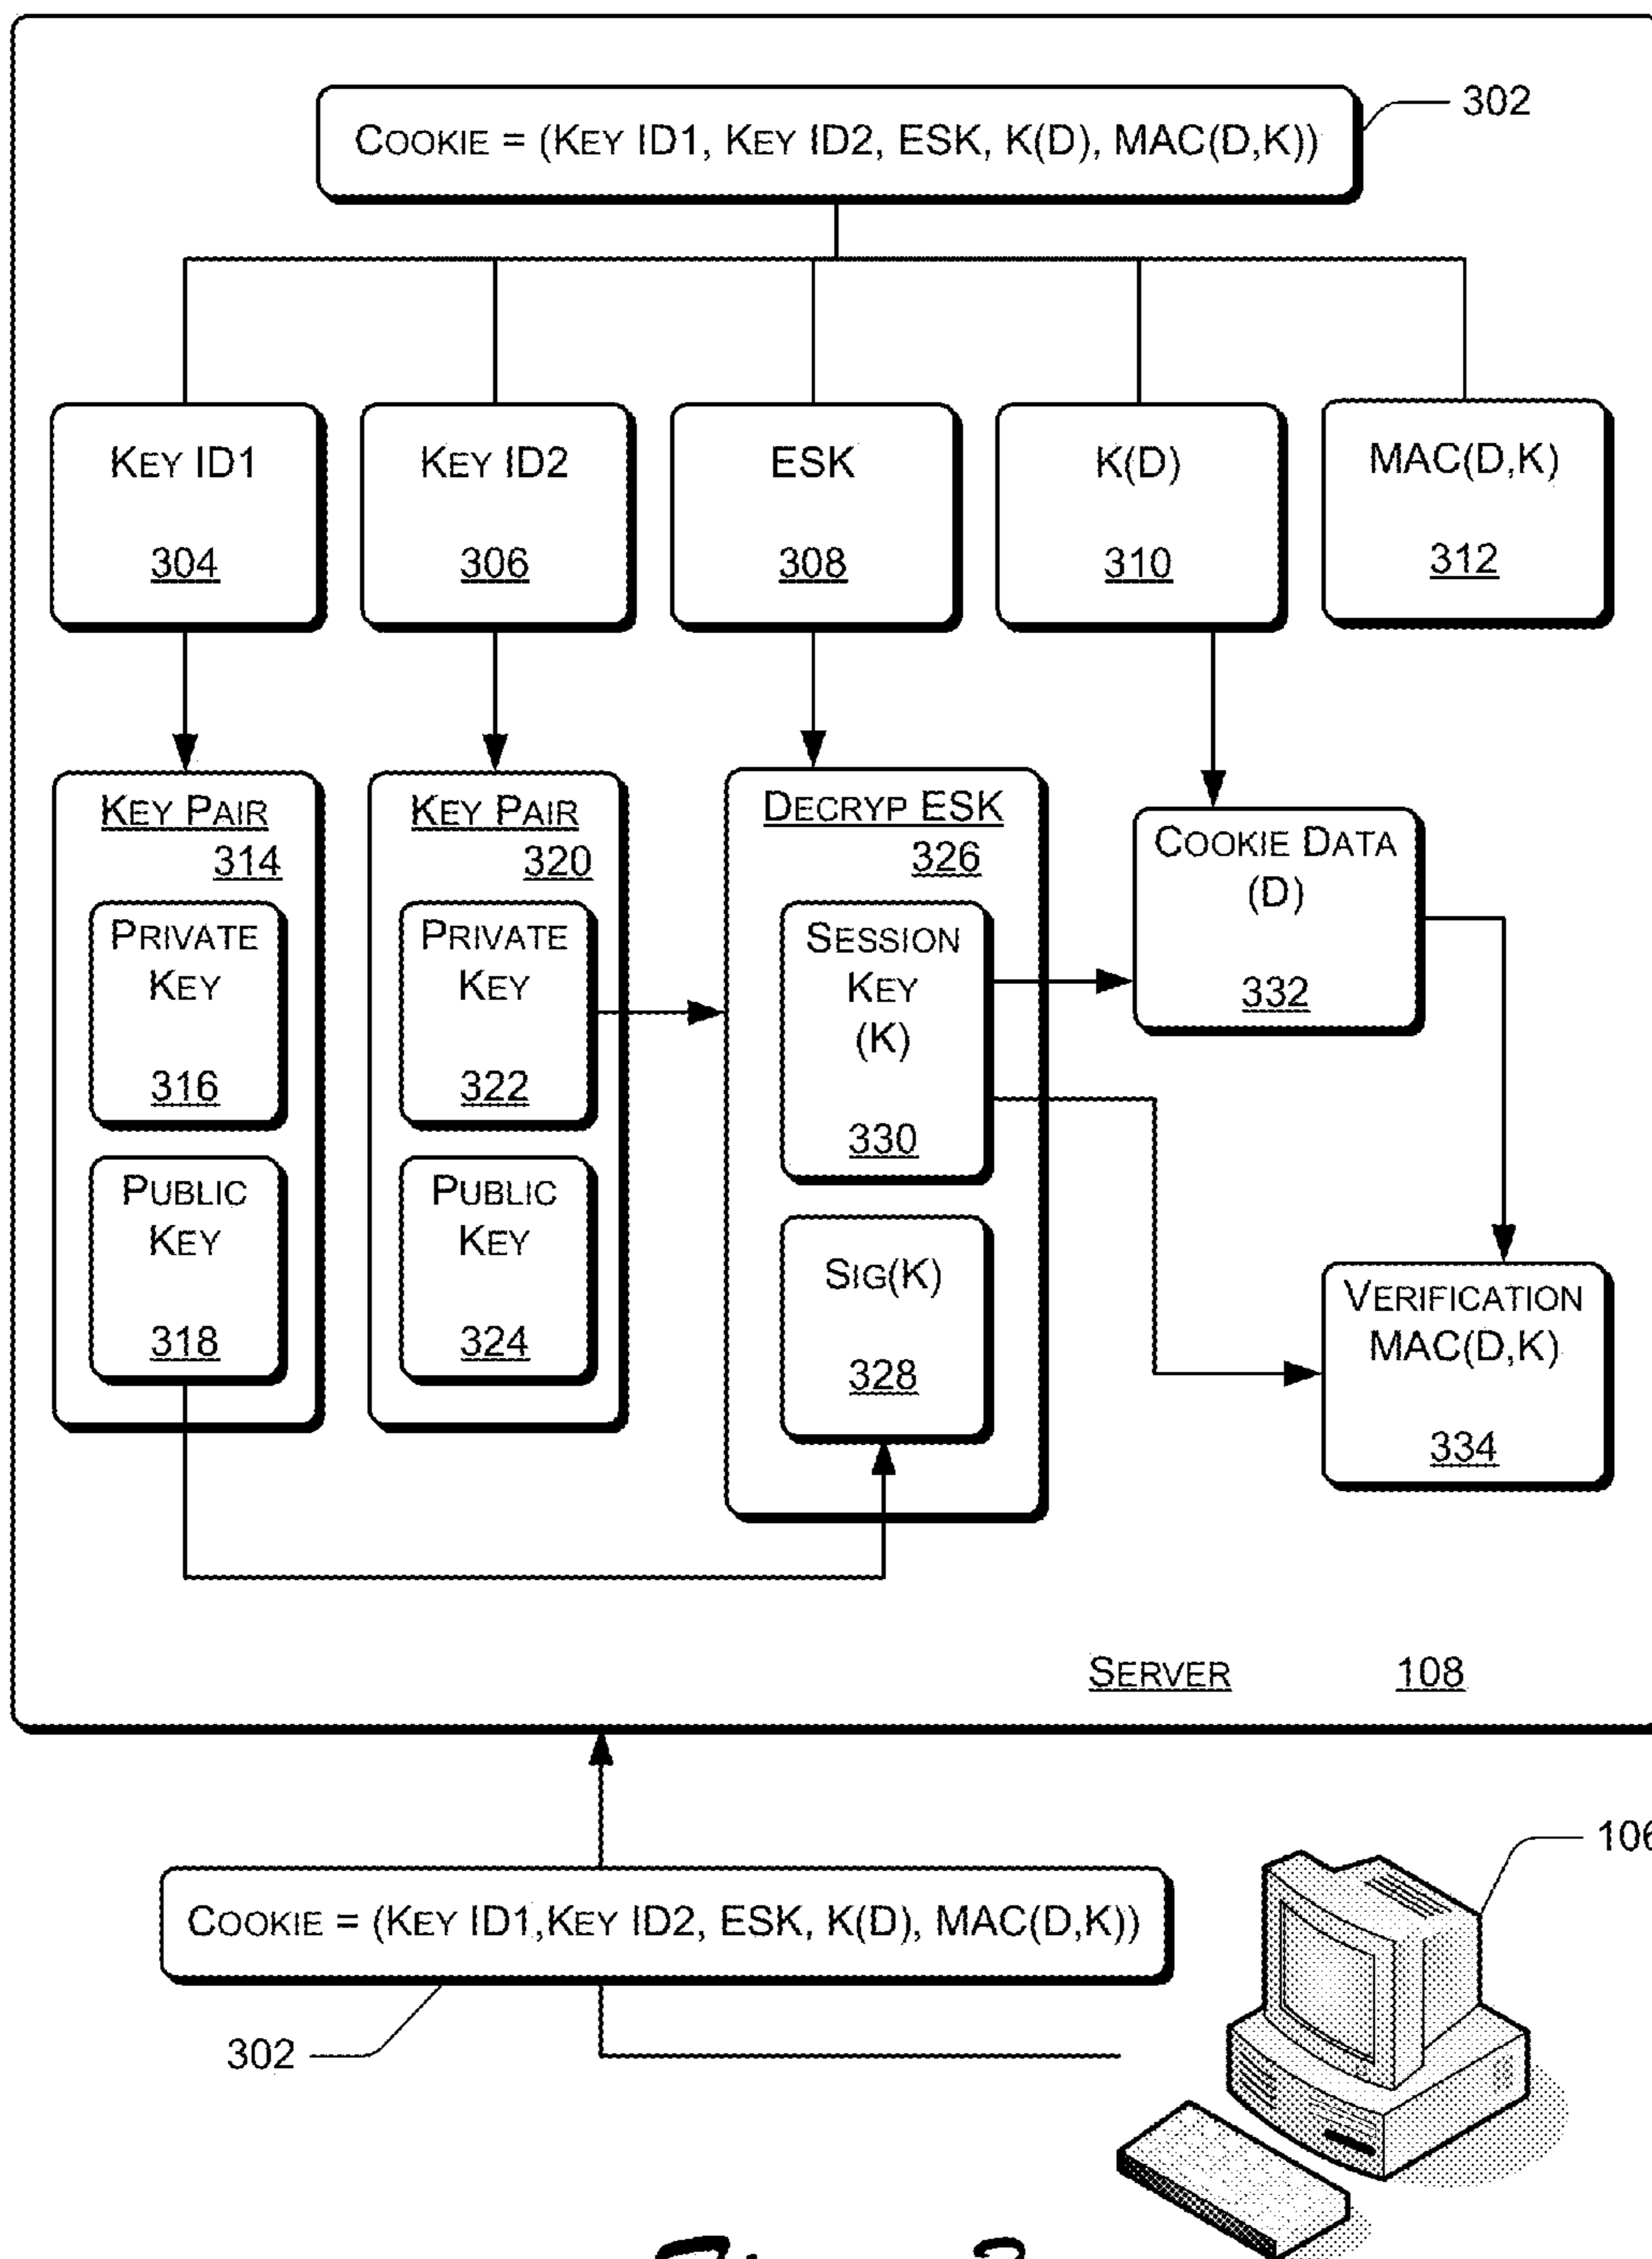 COOKIE = (KEY ID1, KEY ID2, ESK, K(D), MAC(D,K))
302
KEY ID1
304
KEY ID2
306
ESK
308
K(D)
310
MAC(D,K)
312
KEY PAIR
314
PRIVATE
KEY
316
PUBLIC
KEY
318
KEY PAIR
320
PRIVATE
KEY
322
PUBLIC
KEY
324
DECRYP ESK
326
SESSION
KEY
(K)
330
SIG(K)
328
COOKIE DATA
(D)
332
VERIFICATION
MAC(D,K)
334
SERVER 108
106
COOKIE = (KEY ID1,KEY ID2, ESK, K(D), MAC(D,K))
302